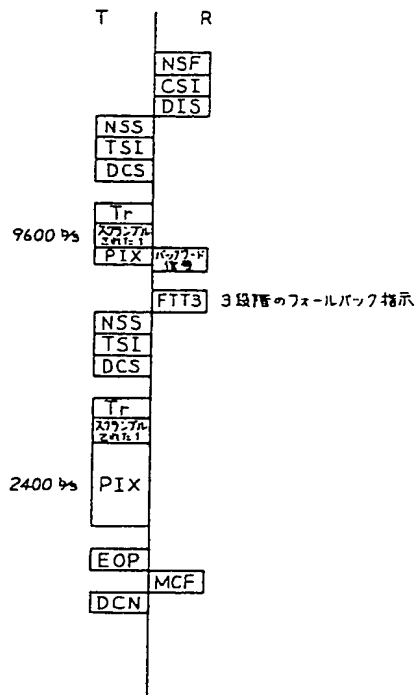 T R
NSF
CSI
DIS
NSS
TSI
DCS
Tr
スクランブル
された1
9600 b/s
PIX
バックワード
信号
FTT3 3段階のフォールバック指示
NSS
TSI
DCS
Tr
スクランブル
された1
2400 b/s
PIX
EOP
MCF
DCN